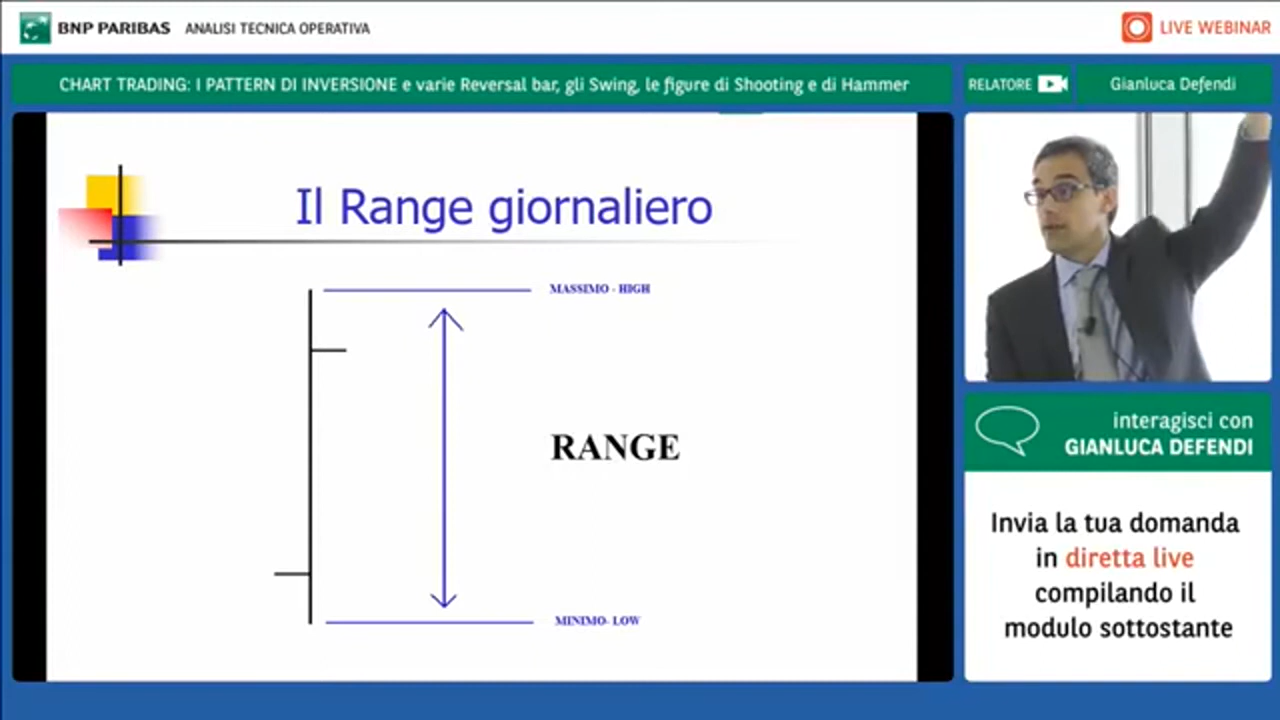 BNP PARIBAS ANALISI TECNICA OPERATIVA
LIVE WEBINAR
CHART TRADING: I PATTERN DI INVERSIONE e varie Reversal bar, gli Swing, le figure di Shooting e di Hammer
RELATORE
Gianluca Defendi
Il Range giornaliero
MASSIMO - HIGH
RANGE
MINIMO- LOW
interagisci con
GIANLUCA DEFENDI
Invia la tua domanda
in diretta live
compilando il
modulo sottostante